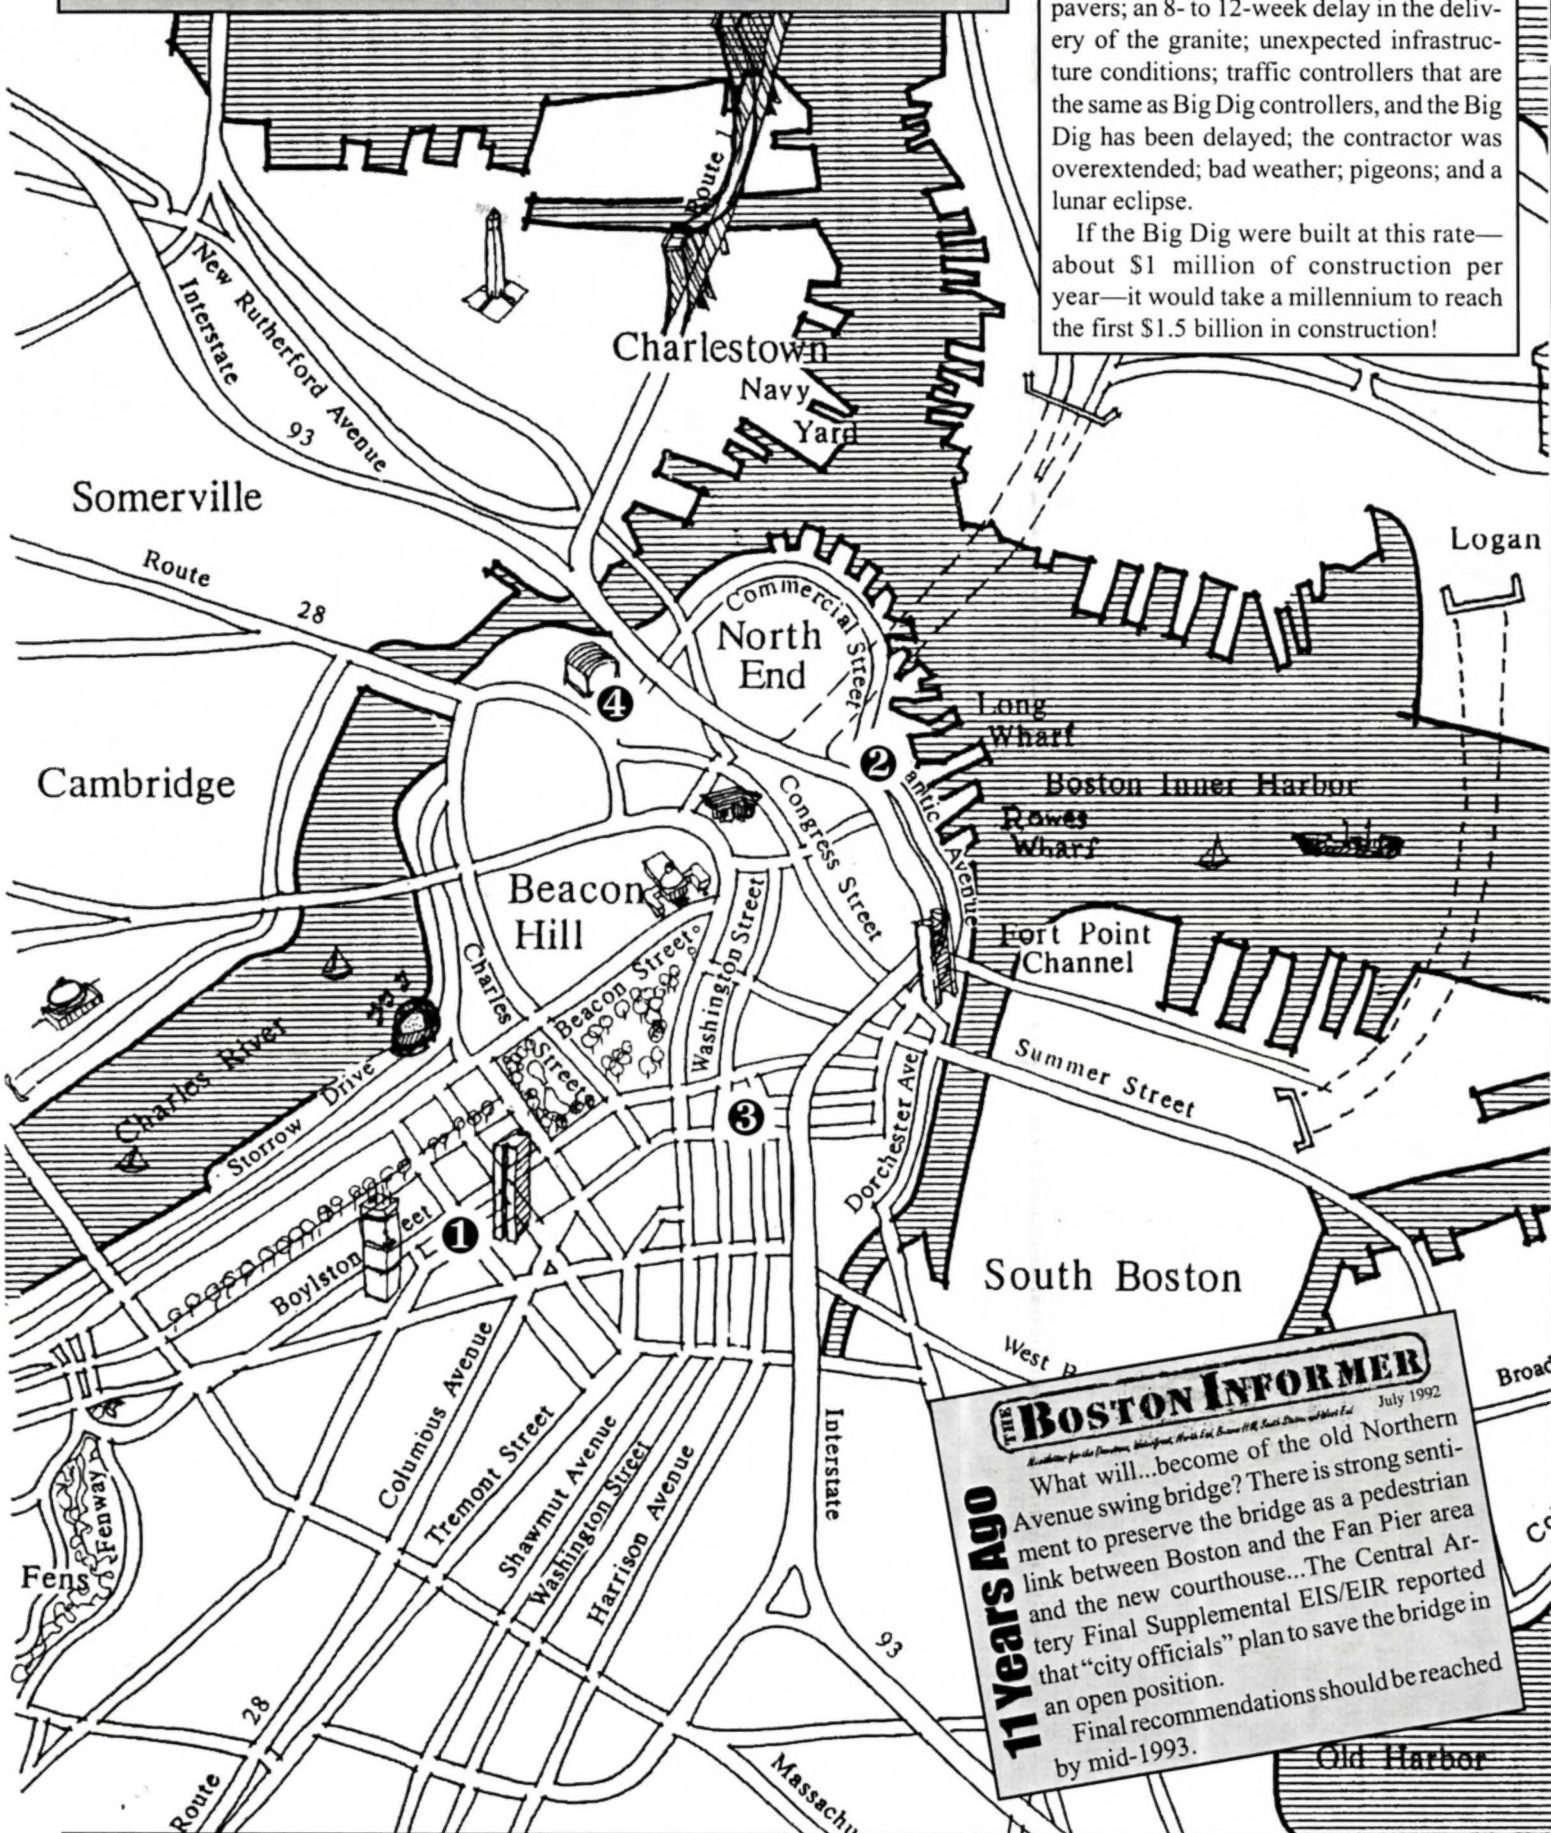 pavers; an 8- to 12-week delay in the deliv-
ery of the granite; unexpected infrastruc-
ture conditions; traffic controllers that are
the same as Big Dig controllers, and the Big
Dig has been delayed; the contractor was
overextended; bad weather; pigeons; and a
lunar eclipse.
If the Big Dig were built at this rate—
about $1 million of construction per
year—it would take a millennium to reach
the first $1.5 billion in construction!
Route 1
New Rutherford Avenue
Interstate
93
Charlestown
Navy
Yard
Somerville
Logan
Route
28
Commercial Street
North
End
4
Long
Wharf
2
Cambridge
Boston Inner Harbor
antic Avenue
Rowes
Wharf
Congress Street
Beacon
Hill
Fort Point
Channel
Charles
Street
Beacon Street
Washington Street
Charles River
Storrow Drive
Summer Street
3
Dorchester Ave
1
Boylston
eet
South Boston
West B
Broad
Columbus Avenue
Tremont Street
Shawmut Avenue
Washington Street
Harrison Avenue
Interstate
93
Fenway
Fens
28
Route
Massachu
Co
Old Harbor
THE BOSTON INFORMER
July 1992
11 Years Ago
What will...become of the old Northern
Avenue swing bridge? There is strong senti-
ment to preserve the bridge as a pedestrian
link between Boston and the Fan Pier area
and the new courthouse...The Central Ar-
tery Final Supplemental EIS/EIR reported
that "city officials" plan to save the bridge in
an open position.
Final recommendations should be reached
by mid-1993.